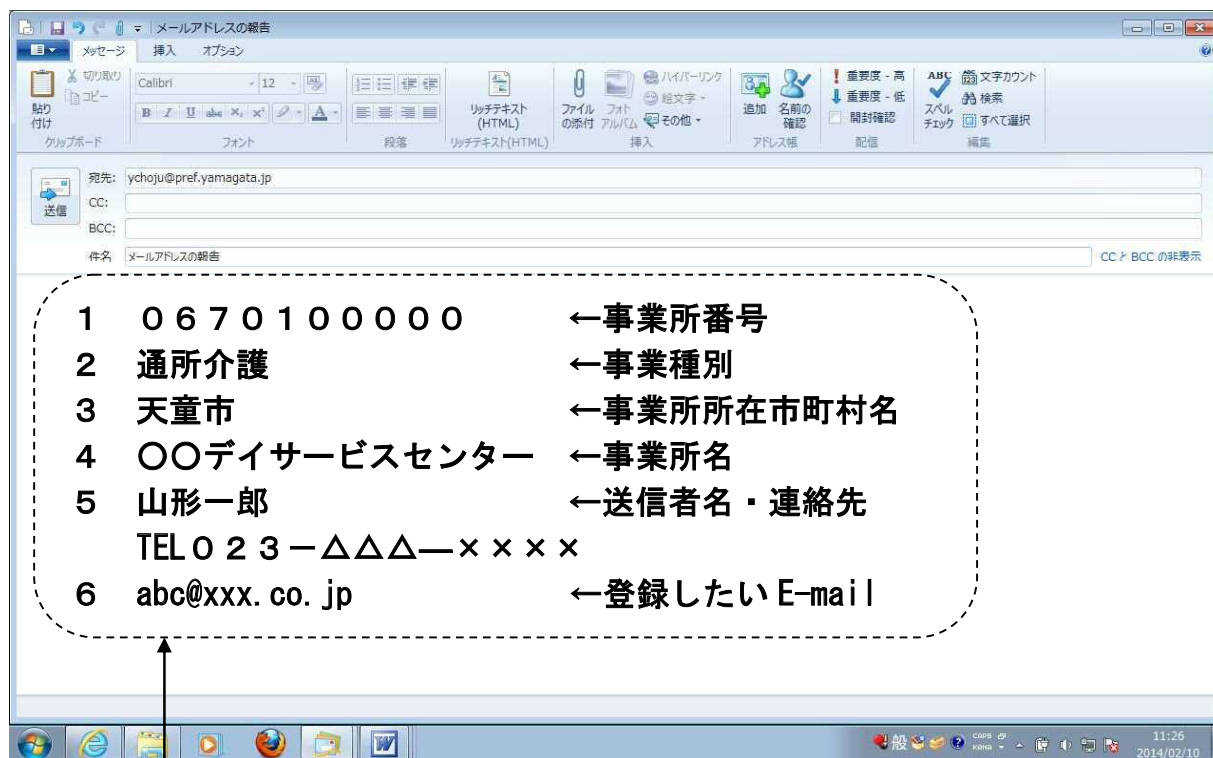 メールアドレスの報告
メッセージ 挿入 オプション
貼り付け 切り取り コピー クリップボード
Calibri 12 フォント
段落
リッチテキスト (HTML) リッチテキスト(HTML)
ファイルの添付 フォトアルバム ハイパーリンク 絵文字 その他 挿入
追加 名前の確認 アドレス帳
重要度 - 高 重要度 - 低 開封確認 配信
ABC スペルチェック 文字カウント 検索 すべて選択 編集
送信
宛先: ychoju@pref.yamagata.jp
CC:
BCC:
件名 メールアドレスの報告 CC と BCC の非表示
1 0670100000 ←事業所番号
2 通所介護 ←事業種別
3 天童市 ←事業所所在市町村名
4 〇〇デイサービスセンター ←事業所名
5 山形一郎 ←送信者名・連絡先
TEL023-△△△―××××
6 abc@xxx.co.jp ←登録したいE-mail
般 CAPS KANA 11:26
2014/02/10